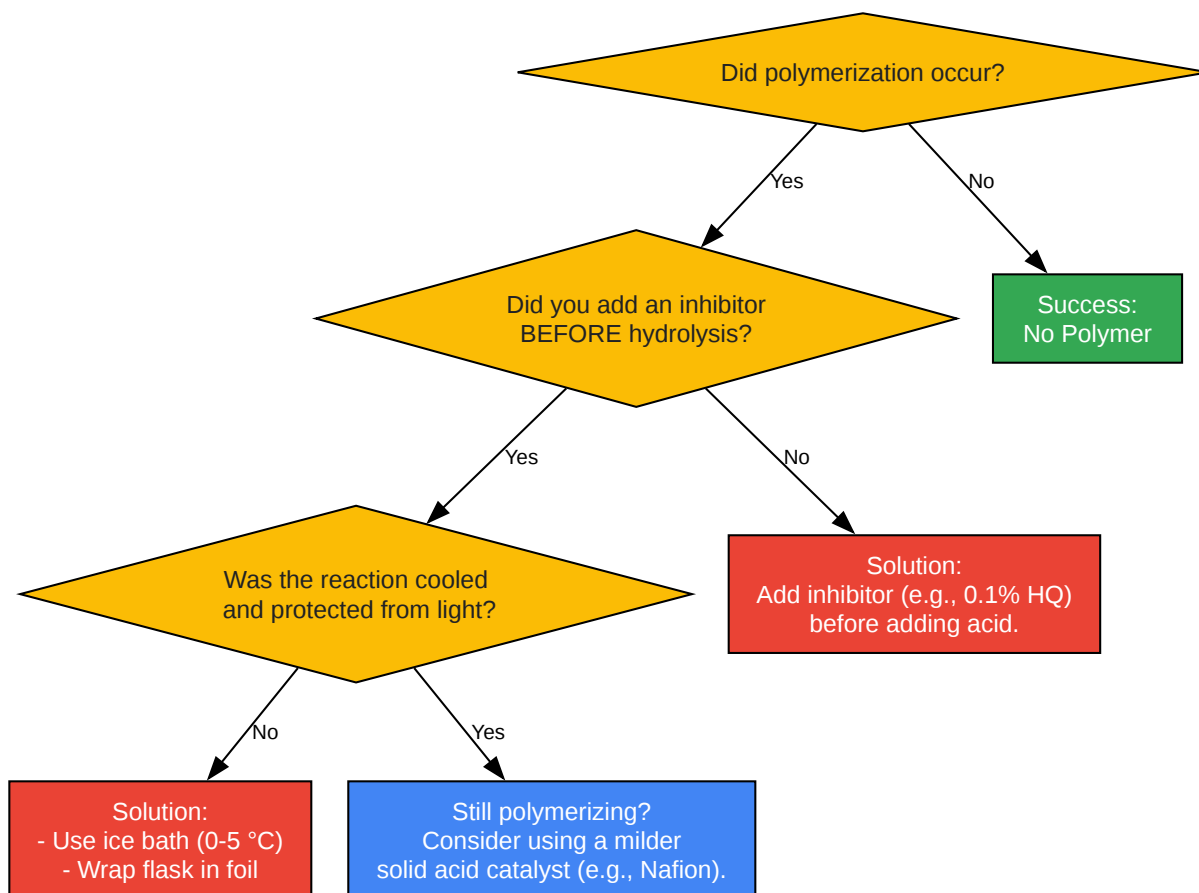 Did polymerization occur?
Yes
No
Did you add an inhibitor
BEFORE hydrolysis?
Success:
No Polymer
Yes
No
Was the reaction cooled
and protected from light?
Solution:
Add inhibitor (e.g., 0.1% HQ)
before adding acid.
No
Yes
Solution:
- Use ice bath (0-5 °C)
- Wrap flask in foil
Still polymerizing?
Consider using a milder
solid acid catalyst (e.g., Nafion).